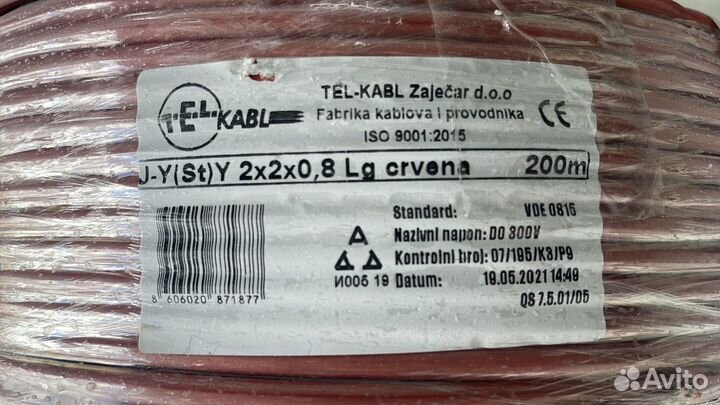 TEL-KABL
TEL-KABL Zaječar d.o.o
Fabrika kablova i provodnika
ISO 9001:2015
CE
J-Y(St)Y 2x2x0,8 Lg crvena 200m
Standard: VDE 0815
Nazivni napon: DO 300V
Kontrolni broj: 07/195/K3/P9
Datum: 19.05.2021 14:49
QS 7.5.01/05
A
A A
И005 19
8 606020 871877
Avito